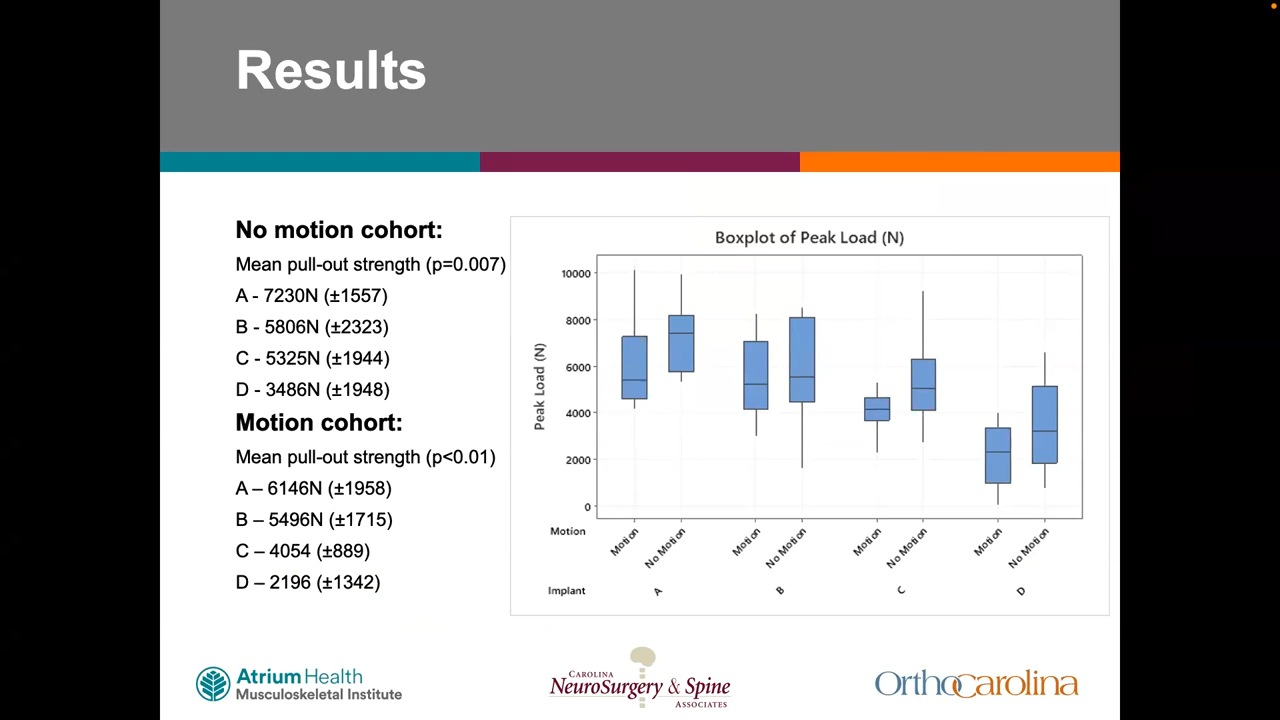 Results
No motion cohort:
Mean pull-out strength (p=0.007)
A - 7230N (±1557)
B - 5806N (±2323)
C - 5325N (±1944)
D - 3486N (±1948)
Motion cohort:
Mean pull-out strength (p<0.01)
A – 6146N (±1958)
B – 5496N (±1715)
C – 4054 (±889)
D – 2196 (±1342)
Boxplot of Peak Load (N)
Peak Load (N)
10000
8000
6000
4000
2000
0
Motion
Motion
No Motion
Motion
No Motion
Motion
No Motion
Motion
No Motion
Implant
A
B
C
D
Atrium Health
Musculoskeletal Institute
CAROLINA
NEUROSURGERY & SPINE
ASSOCIATES
OrthoCarolina